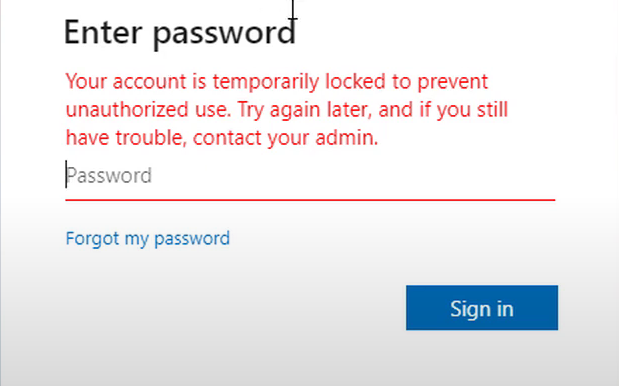 Enter password
Your account is temporarily locked to prevent
unauthorized use. Try again later, and if you still
have trouble, contact your admin.
Password
Forgot my password
Sign in